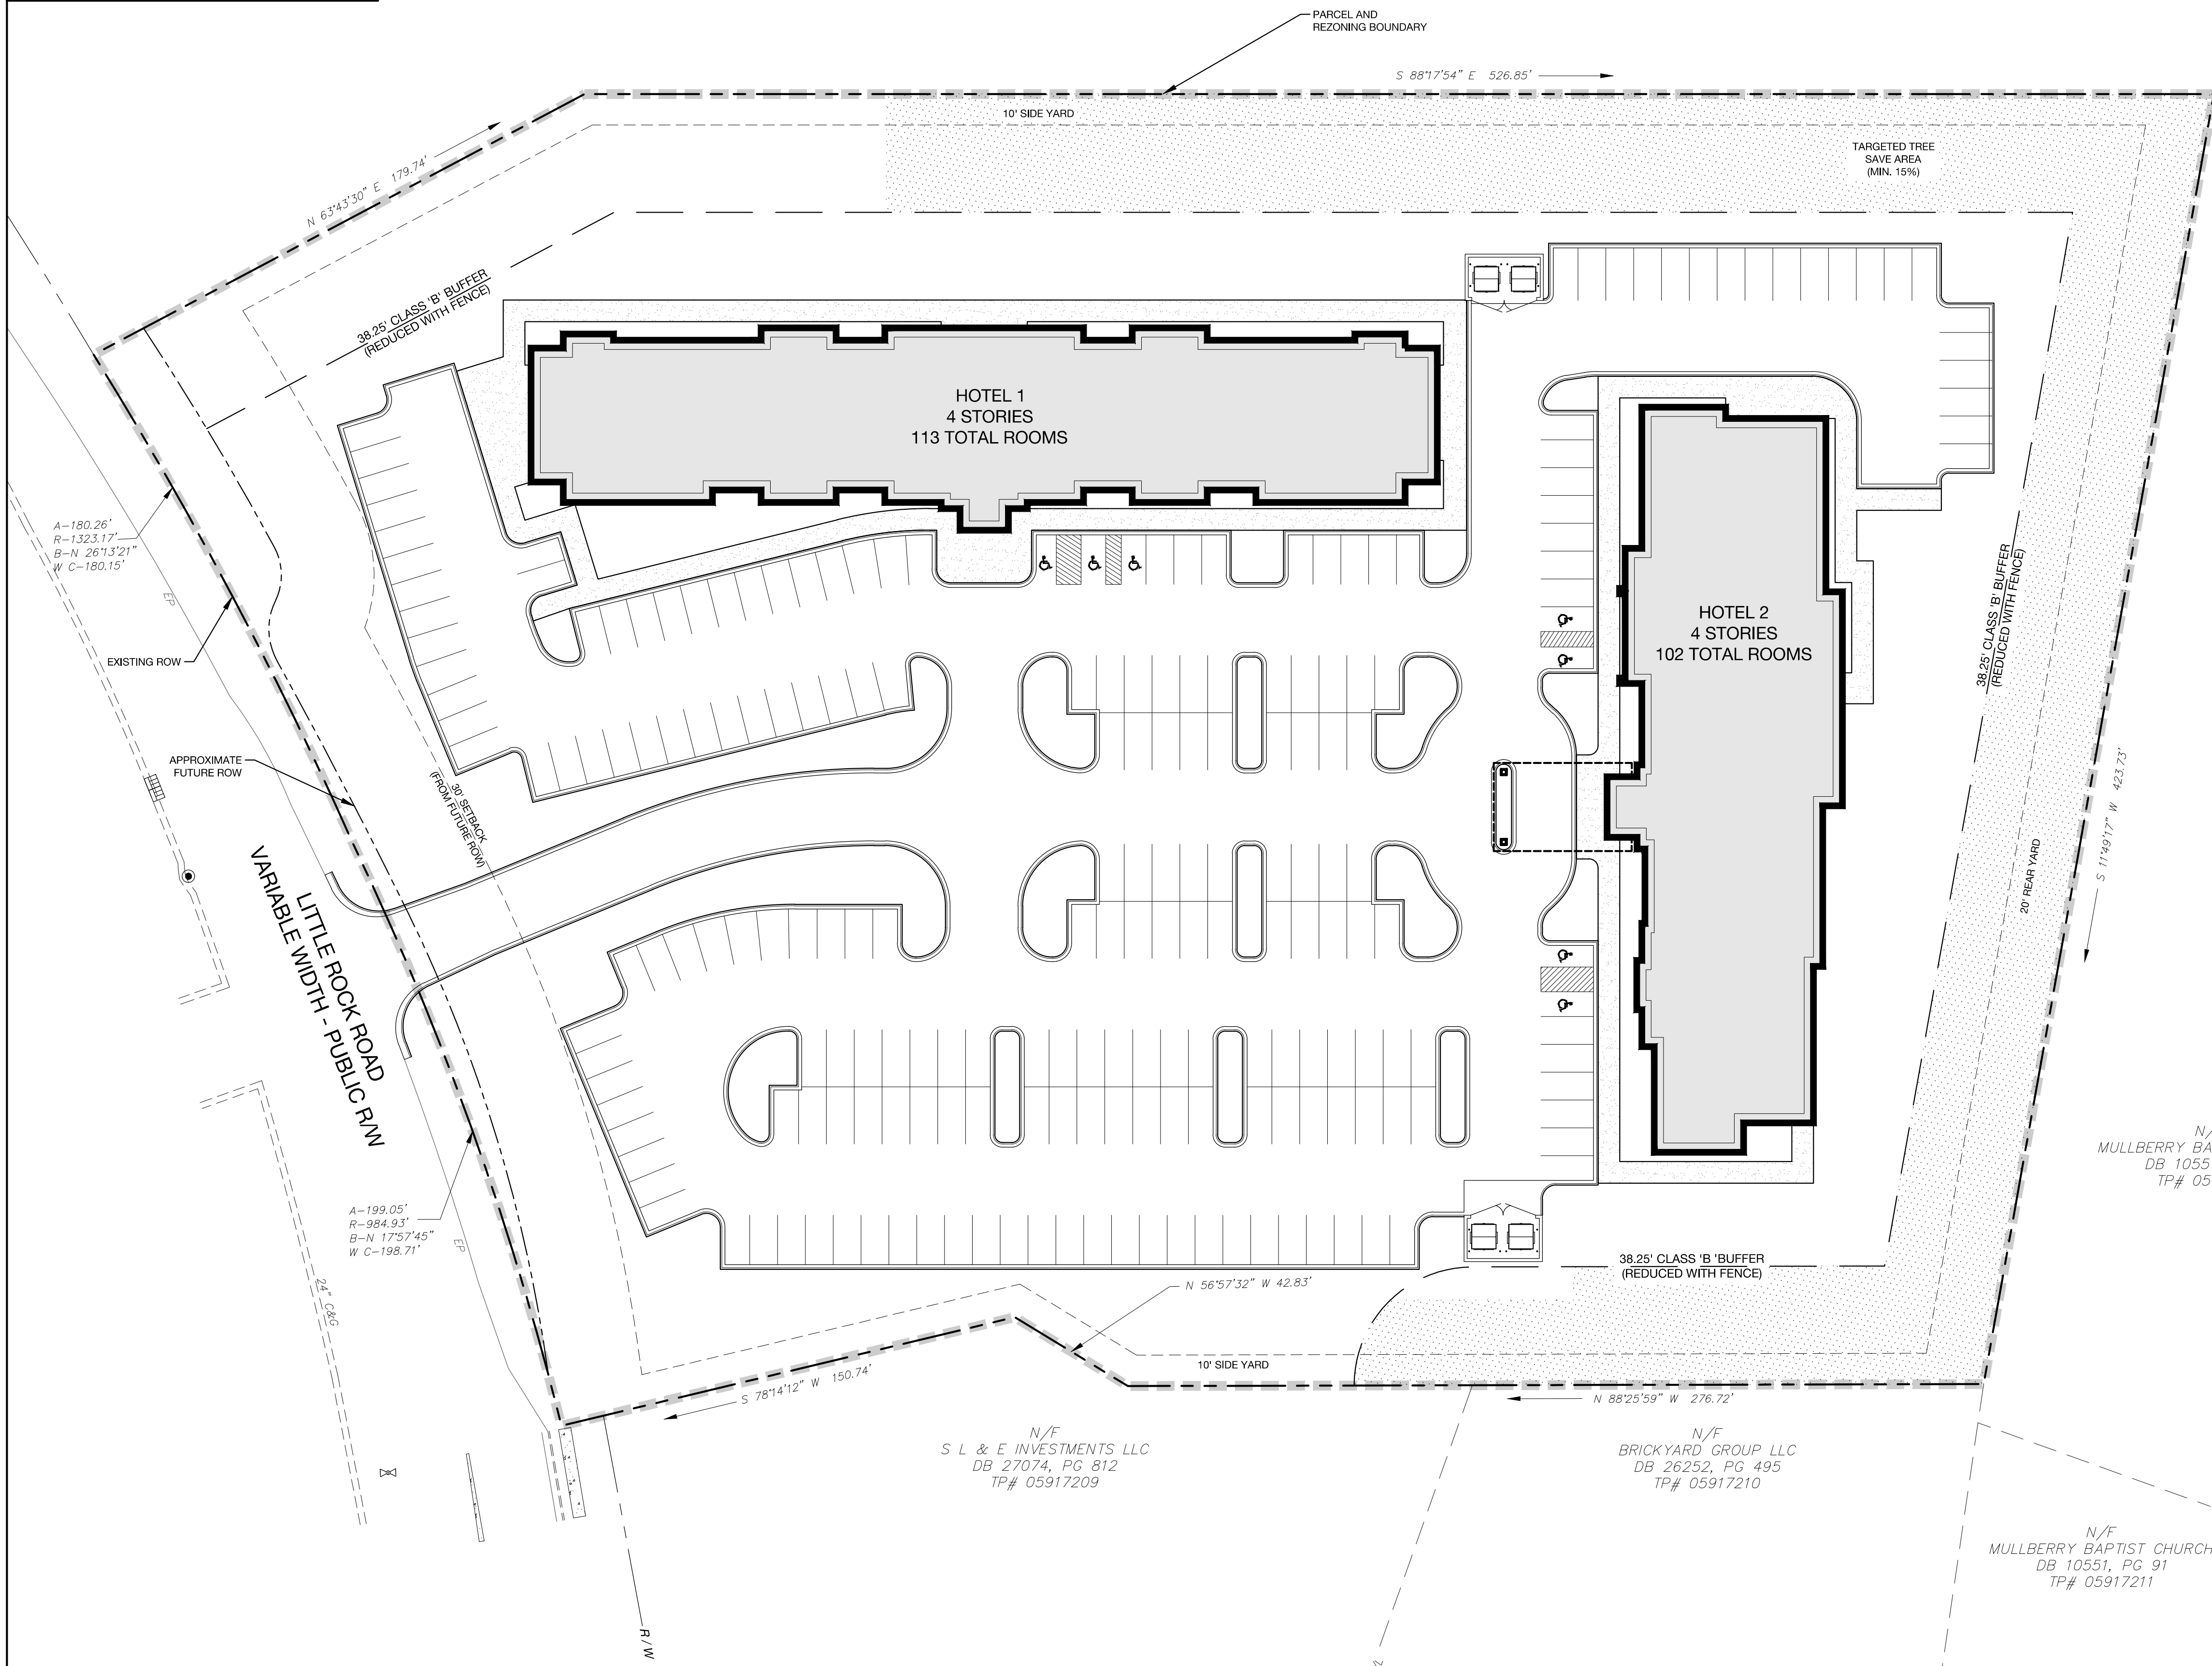 PARCEL AND
REZONING BOUNDARY
S 88°17'54" E 526.85'
10' SIDE YARD
TARGETED TREE
SAVE AREA
(MIN. 15%)
N 63°43'30" E 179.74'
38.25' CLASS 'B' BUFFER
(REDUCED WITH FENCE)
HOTEL 1
4 STORIES
113 TOTAL ROOMS
A-180.26'
R-1323.17'
B-N 26°13'21"
W C-180.15'
EP
EXISTING ROW
HOTEL 2
4 STORIES
102 TOTAL ROOMS
38.25' CLASS 'B' BUFFER
(REDUCED WITH FENCE)
APPROXIMATE
FUTURE ROW
30' SETBACK
(FROM FUTURE ROW)
S 11°49'17" W 423.73'
20' REAR YARD
LITTLE ROCK ROAD
VARIABLE WIDTH - PUBLIC R/W
N/
MULLBERRY BA
DB 1055
TP# 05
A-199.05'
R-984.93'
B-N 17°57'45"
W C-198.71'
EP
24" C&G
38.25' CLASS 'B 'BUFFER
(REDUCED WITH FENCE)
N 56°57'32" W 42.83'
10' SIDE YARD
S 78°14'12" W 150.74'
N 88°25'59" W 276.72'
N/F
S L & E INVESTMENTS LLC
DB 27074, PG 812
TP# 05917209
N/F
BRICKYARD GROUP LLC
DB 26252, PG 495
TP# 05917210
N/F
MULLBERRY BAPTIST CHURCH
DB 10551, PG 91
TP# 05917211
R/W